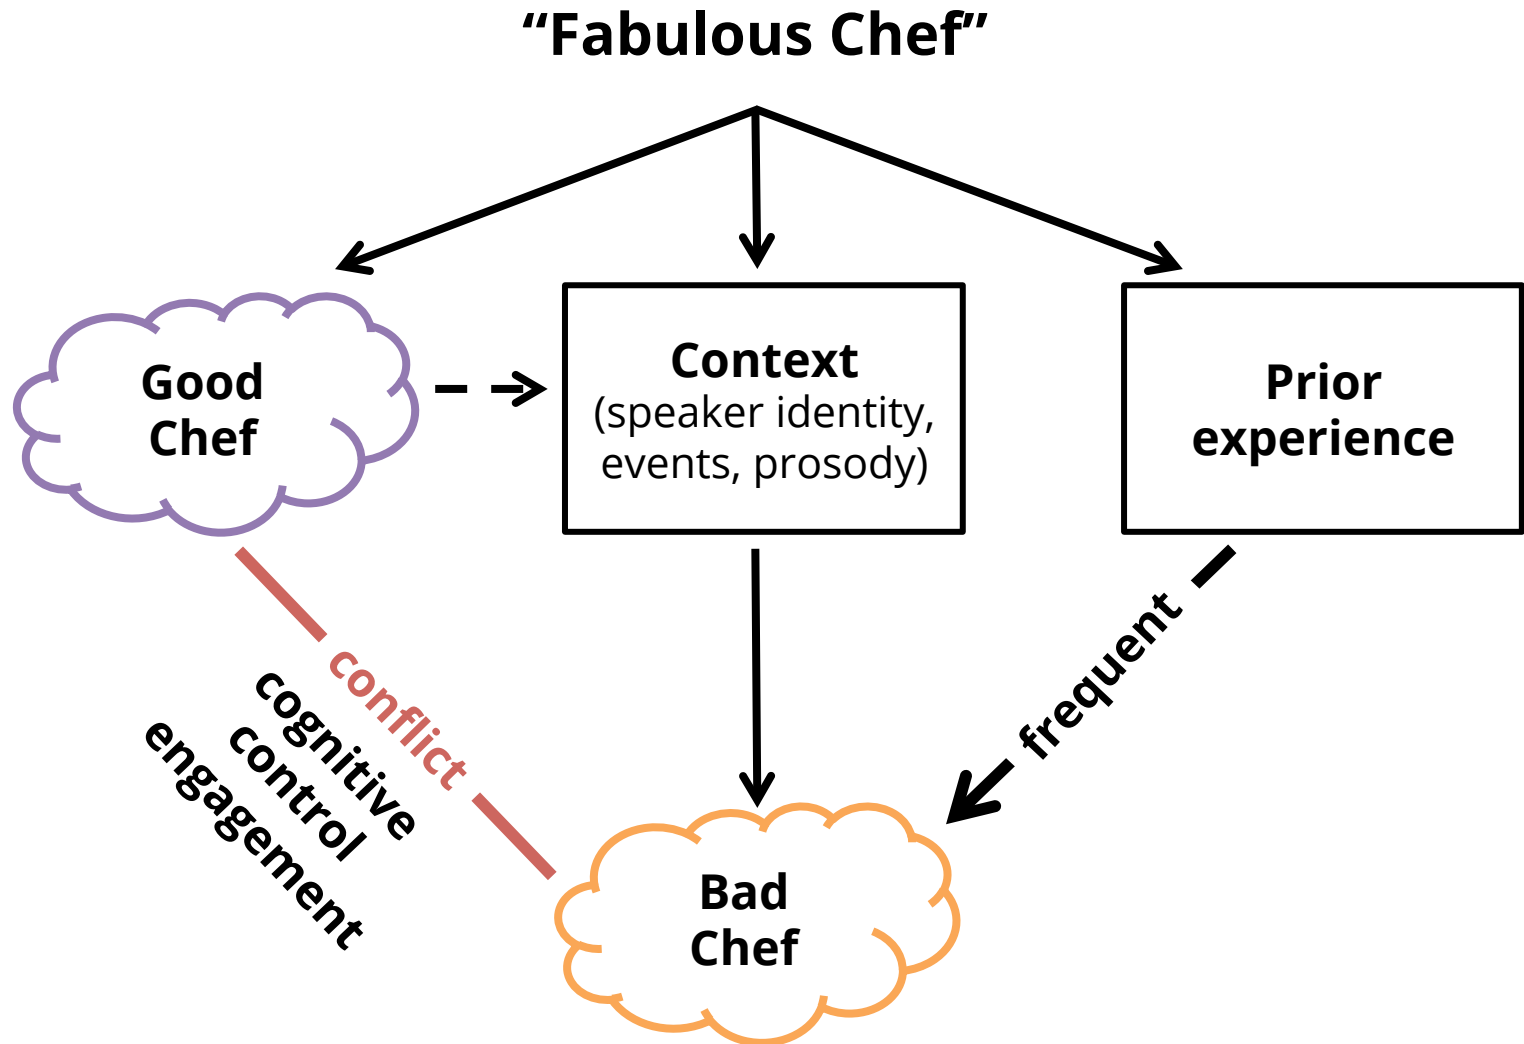 “Fabulous Chef”
Good
Chef
Context
(speaker identity,
events, prosody)
Prior
experience
conflict
cognitive
control
engagement
frequent
Bad
Chef